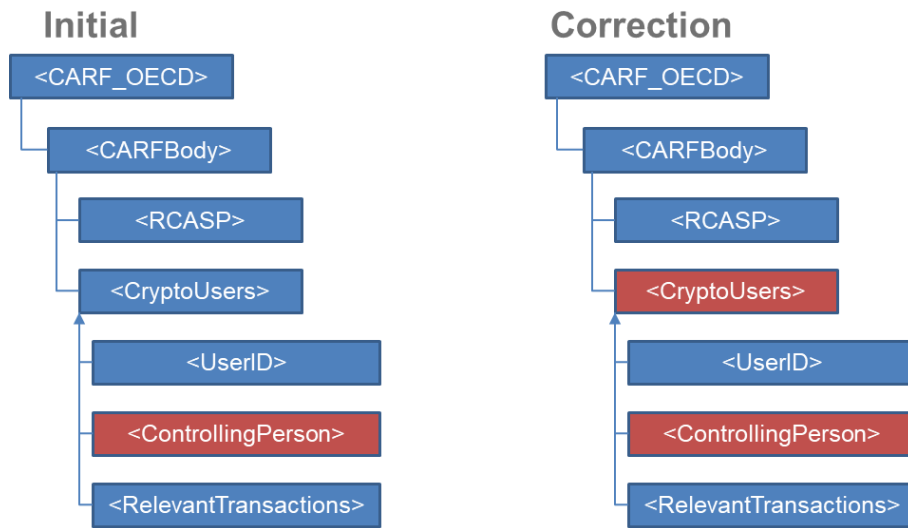 Initial
<CARF_OECD>
<CARFBody>
<RCASP>
<CryptoUsers>
<UserID>
<ControllingPerson>
<RelevantTransactions>
Correction
<CARF_OECD>
<CARFBody>
<RCASP>
<CryptoUsers>
<UserID>
<ControllingPerson>
<RelevantTransactions>